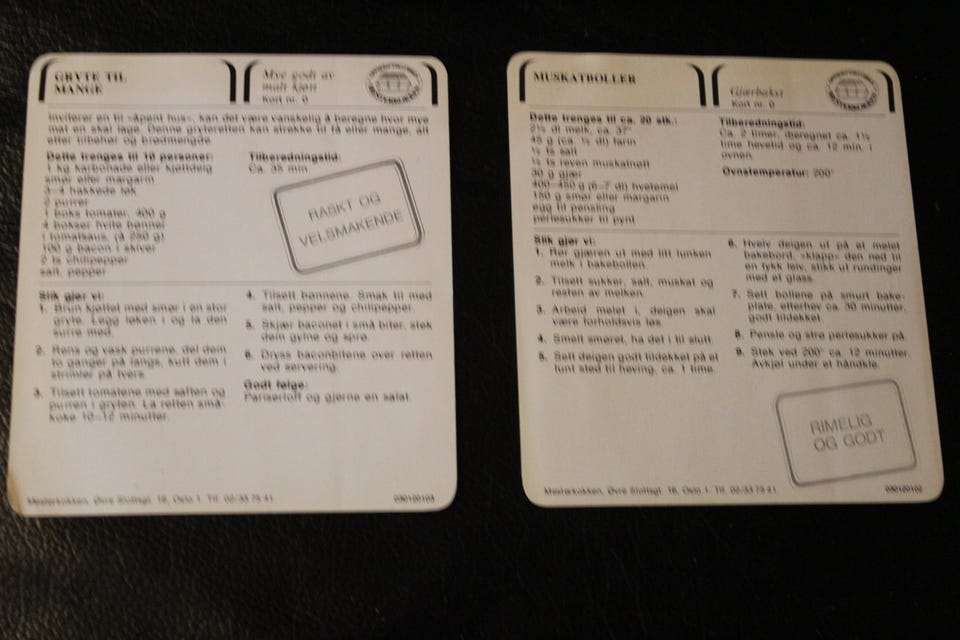 GRYTE TIL
MANGE
Mye godt av
malt kjøtt
Kort nr. 0
Inviterer en til «åpent hus», kan det være vanskelig å beregne hvor mye
mat en skal lage. Denne gryteretten kan strekke til få eller mange, alt
etter tilbehør og brødmengde.
Dette trenges til 10 personer:
1 kg karbonade eller kjøttdeig
smør eller margarin
3–4 hakkede løk
2 purrer
1 boks tomater, 400 g
4 bokser hvite bønner
i tomatsaus, (à 250 g)
100 g bacon i skiver
2 ts chilipepper
salt, pepper
Tilberedningstid:
Ca. 35 min
RASKT OG
VELSMAKENDE
Slik gjør vi:
1. Brun kjøttet med smør i en stor
gryte. Legg løken i og la den
surre med.
2. Rens og vask purrene, del dem
to ganger på langs, kutt dem i
strimler på tvers.
3. Tilsett tomatene med saften og
purren i gryten. La retten små-
koke 10–12 minutter.
4. Tilsett bønnene. Smak til med
salt, pepper og chilipepper.
5. Skjær baconet i små biter, stek
dem gylne og sprø.
6. Dryss baconbitene over retten
ved servering.
Godt følge:
Pariserloff og gjerne en salat.
Mesterkokken, Øvre Slottsgt. 18, Oslo 1. Tlf. 02/33 75 41
030120103
MUSKATBOLLER
Gjærbakst
Kort nr. 0
Dette trenges til ca. 20 stk.:
2½ dl melk, ca. 37°
45 g (ca. ½ dl) farin
½ ts salt
½ ts reven muskatnøtt
30 g gjær
400–450 g (6–7 dl) hvetemel
150 g smør eller margarin
egg til pensling
perlesukker til pynt
Tilberedningstid:
Ca. 2 timer, iberegnet ca. 1½
time hevetid og ca. 12 min. i
ovnen.
Ovnstemperatur: 200°
Slik gjør vi:
1. Rør gjæren ut med litt lunken
melk i bakebollen.
2. Tilsett sukker, salt, muskat og
resten av melken.
3. Arbeid melet i, deigen skal
være forholdsvis løs.
4. Smelt smøret, ha det i til slutt.
5. Sett deigen godt tildekket på et
lunt sted til heving, ca. 1 time.
6. Hvelv deigen ut på et melet
bakebord, «klapp» den ned til
en tykk leiv, stikk ut rundinger
med et glass.
7. Sett bollene på smurt bake-
plate, etterhev ca. 30 minutter,
godt tildekket.
8. Pensle og strø perlesukker på.
9. Stek ved 200° ca. 12 minutter.
Avkjøl under et håndkle.
RIMELIG
OG GODT
Mesterkokken, Øvre Slottsgt. 18, Oslo 1. Tlf. 02/33 75 41
030120102